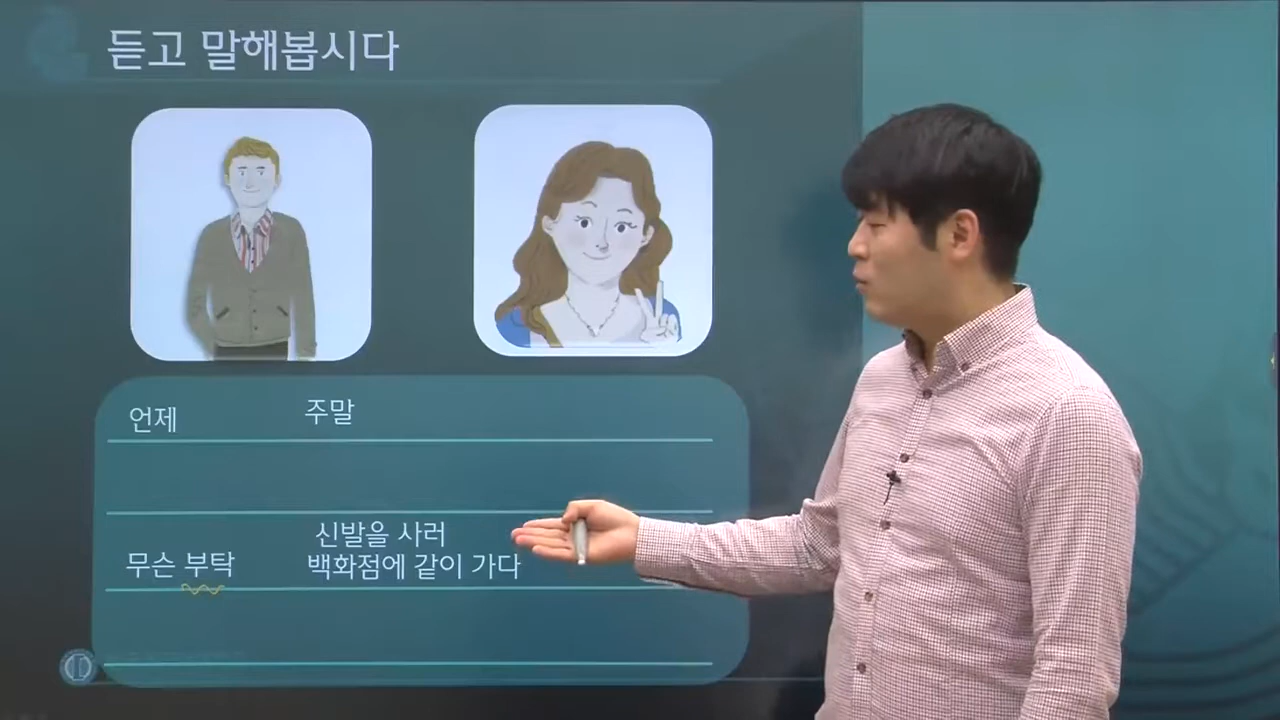 듣고 말해봅시다
언제 주말
신발을 사러
무슨 부탁 백화점에 같이 가다